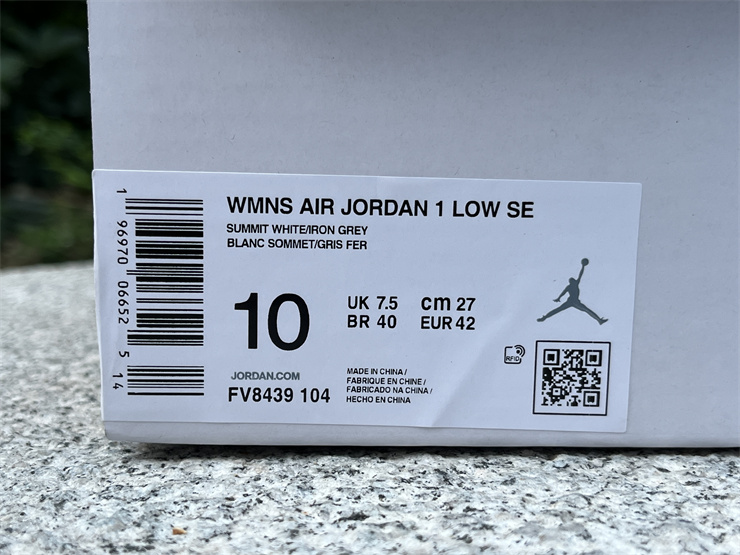 WMNS AIR JORDAN 1 LOW SE
SUMMIT WHITE/IRON GREY
BLANC SOMMET/GRIS FER
10
UK 7.5 cm 27
BR 40 EUR 42
JORDAN.COM
FV8439 104
MADE IN CHINA /
FABRIQUE EN CHINE /
FABRICADO NA CHINA /
HECHO EN CHINA
RFID
1 96970 06652 5 14